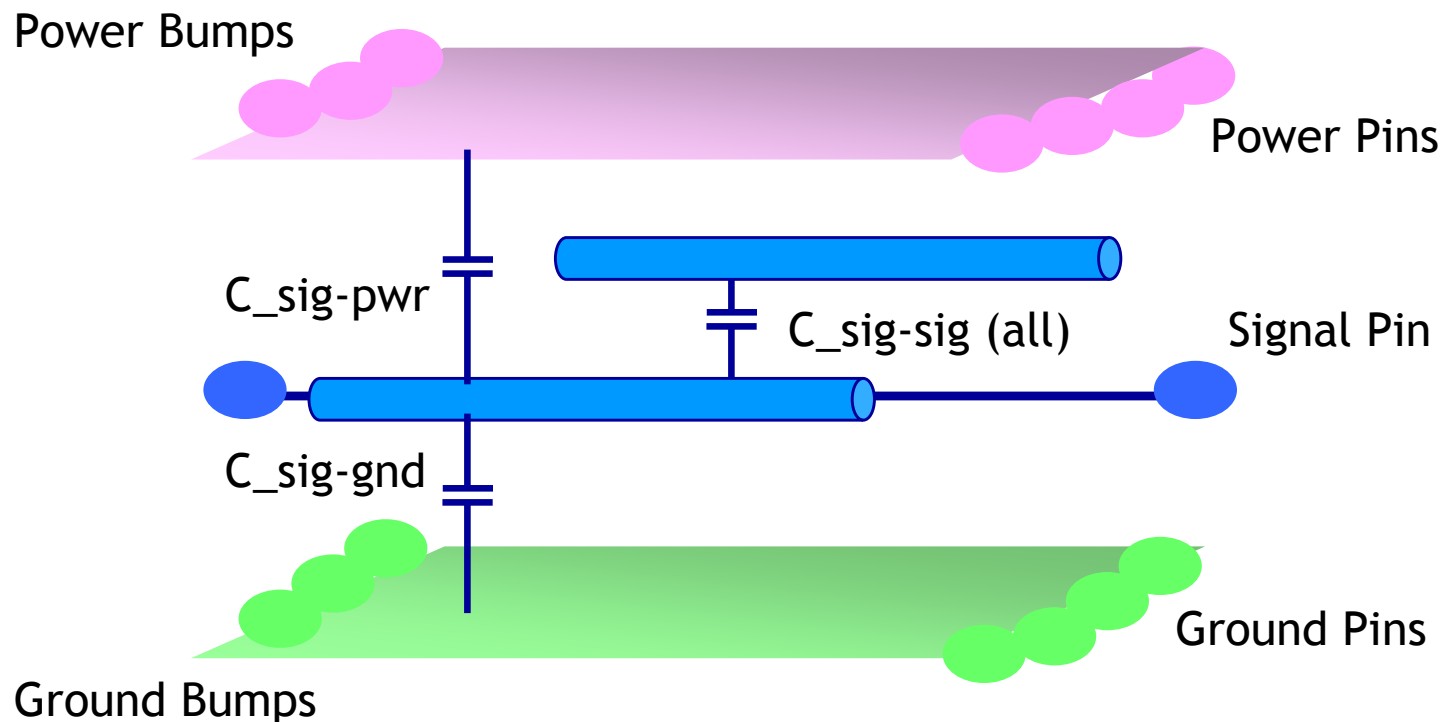 Power Bumps
Power Pins
C_sig-pwr
C_sig-sig (all)
Signal Pin
C_sig-gnd
Ground Pins
Ground Bumps